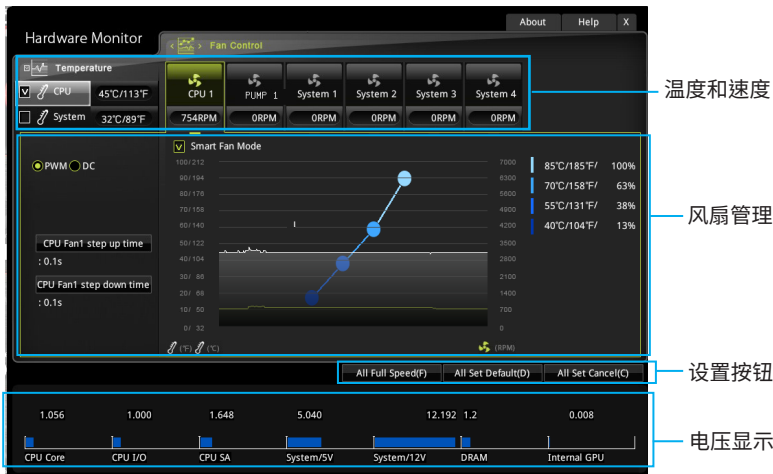 About Help X
Hardware Monitor
Fan Control
Temperature
CPU 45℃/113℉
System 32℃/89℉
CPU 1 PUMP 1 System 1 System 2 System 3 System 4
754RPM 0RPM 0RPM 0RPM 0RPM 0RPM
温度和速度
PWM DC
CPU Fan1 step up time
: 0.1s
CPU Fan1 step down time
: 0.1s
Smart Fan Mode
100/212 7000
90/194 6300
80/176 5600
70/158 4900
60/140 4200
50/122 3500
40/104 2800
30/ 86 2100
20/ 68 1400
10/ 50 700
0/ 32 0
(℉) (℃) (RPM)
85℃/185℉/ 100%
70℃/158℉/ 63%
55℃/131℉/ 38%
40℃/104℉/ 13%
风扇管理
All Full Speed(F) All Set Default(D) All Set Cancel(C)
设置按钮
1.056 1.000 1.648 5.040 12.192 1.2 0.008
CPU Core CPU I/O CPU SA System/5V System/12V DRAM Internal GPU
电压显示